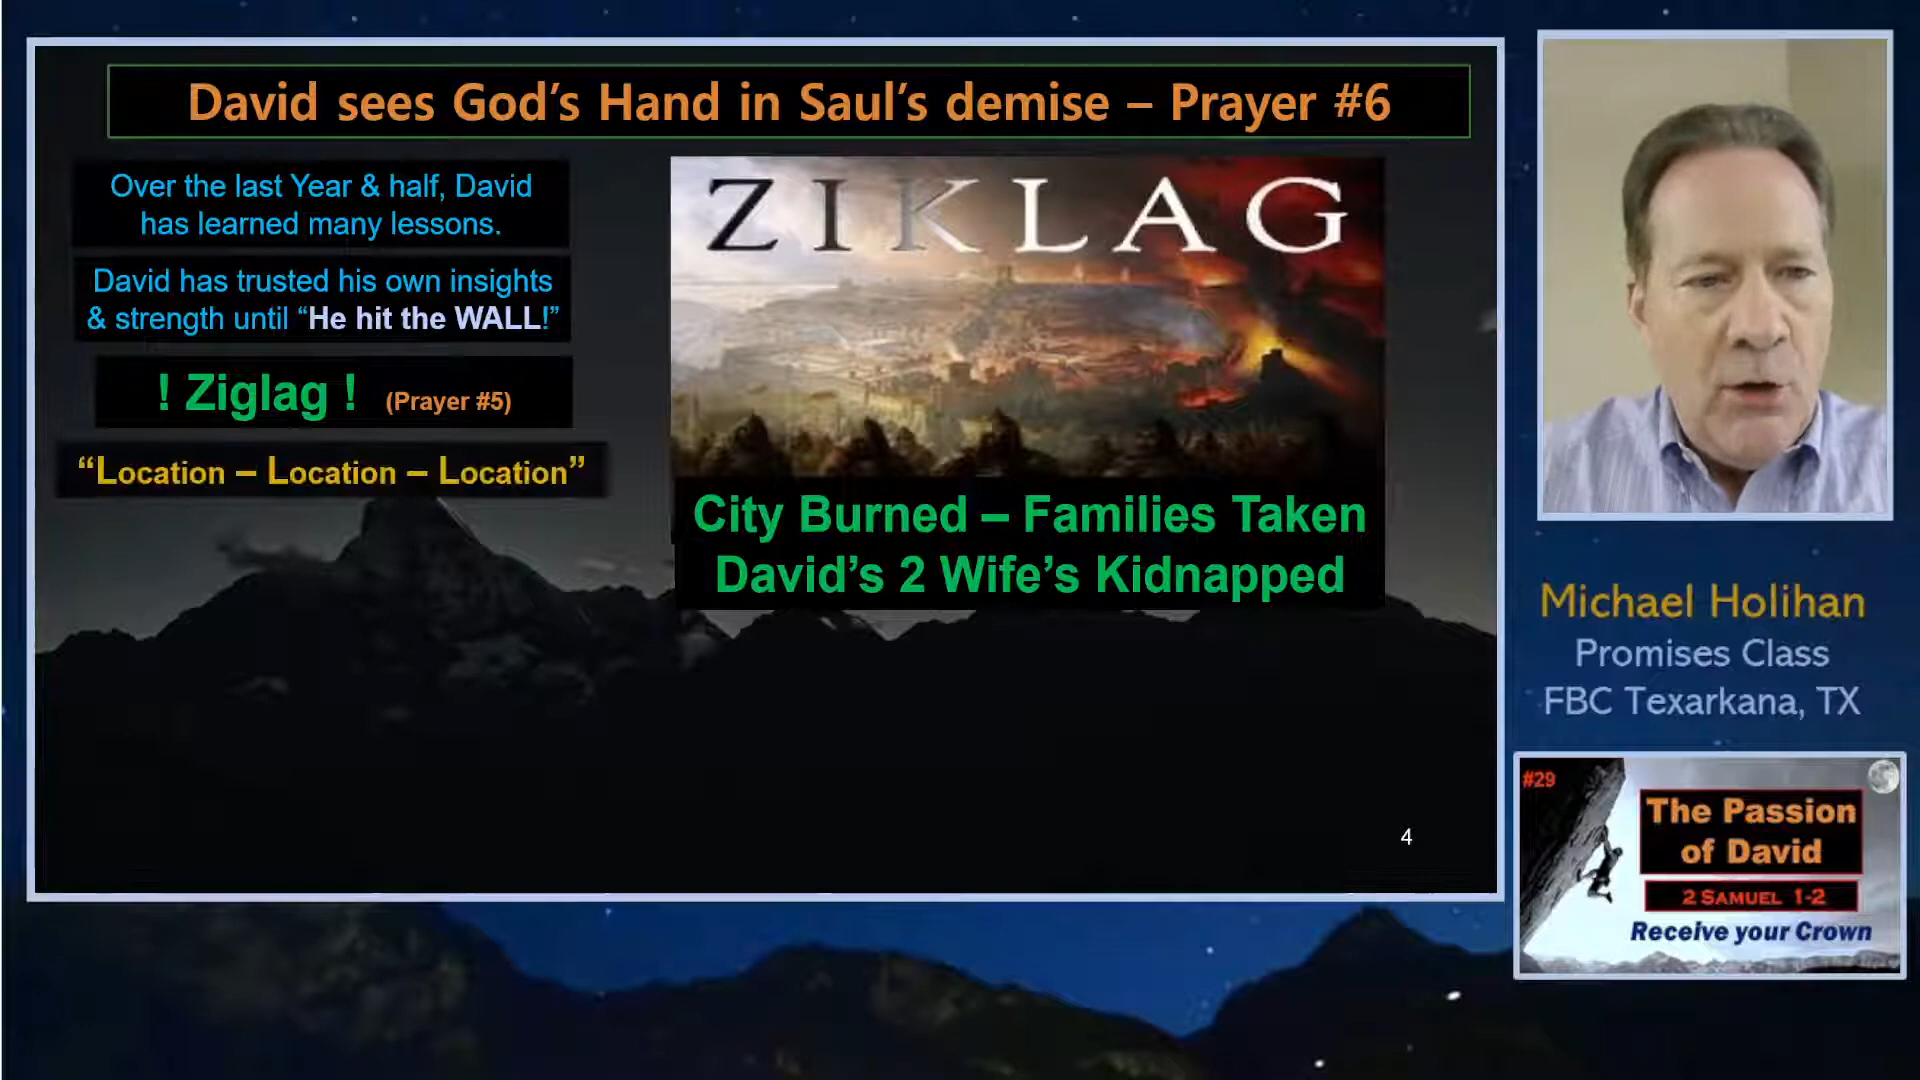 David sees God's Hand in Saul's demise – Prayer #6
Over the last Year & half, David
has learned many lessons.
David has trusted his own insights
& strength until “He hit the WALL!”
! Ziglag ! (Prayer #5)
“Location – Location – Location”
ZIKLAG
City Burned – Families Taken
David’s 2 Wife’s Kidnapped
4
Michael Holihan
Promises Class
FBC Texarkana, TX
#29
The Passion
of David
2 Samuel 1-2
Receive your Crown